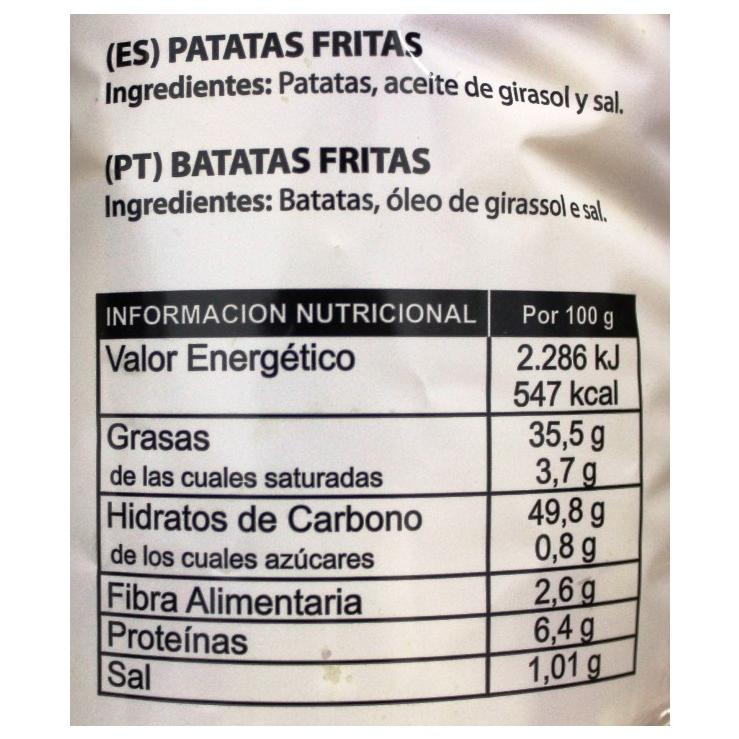 (ES) PATATAS FRITAS
Ingredientes: Patatas, aceite de girasol y sal.
(PT) BATATAS FRITAS
Ingredientes: Batatas, óleo de girassol e sal.
INFORMACION NUTRICIONAL Por 100 g
Valor Energético 2.286 kJ
547 kcal
Grasas 35,5 g
de las cuales saturadas 3,7 g
Hidratos de Carbono 49,8 g
de los cuales azúcares 0,8 g
Fibra Alimentaria 2,6 g
Proteínas 6,4 g
Sal 1,01 g